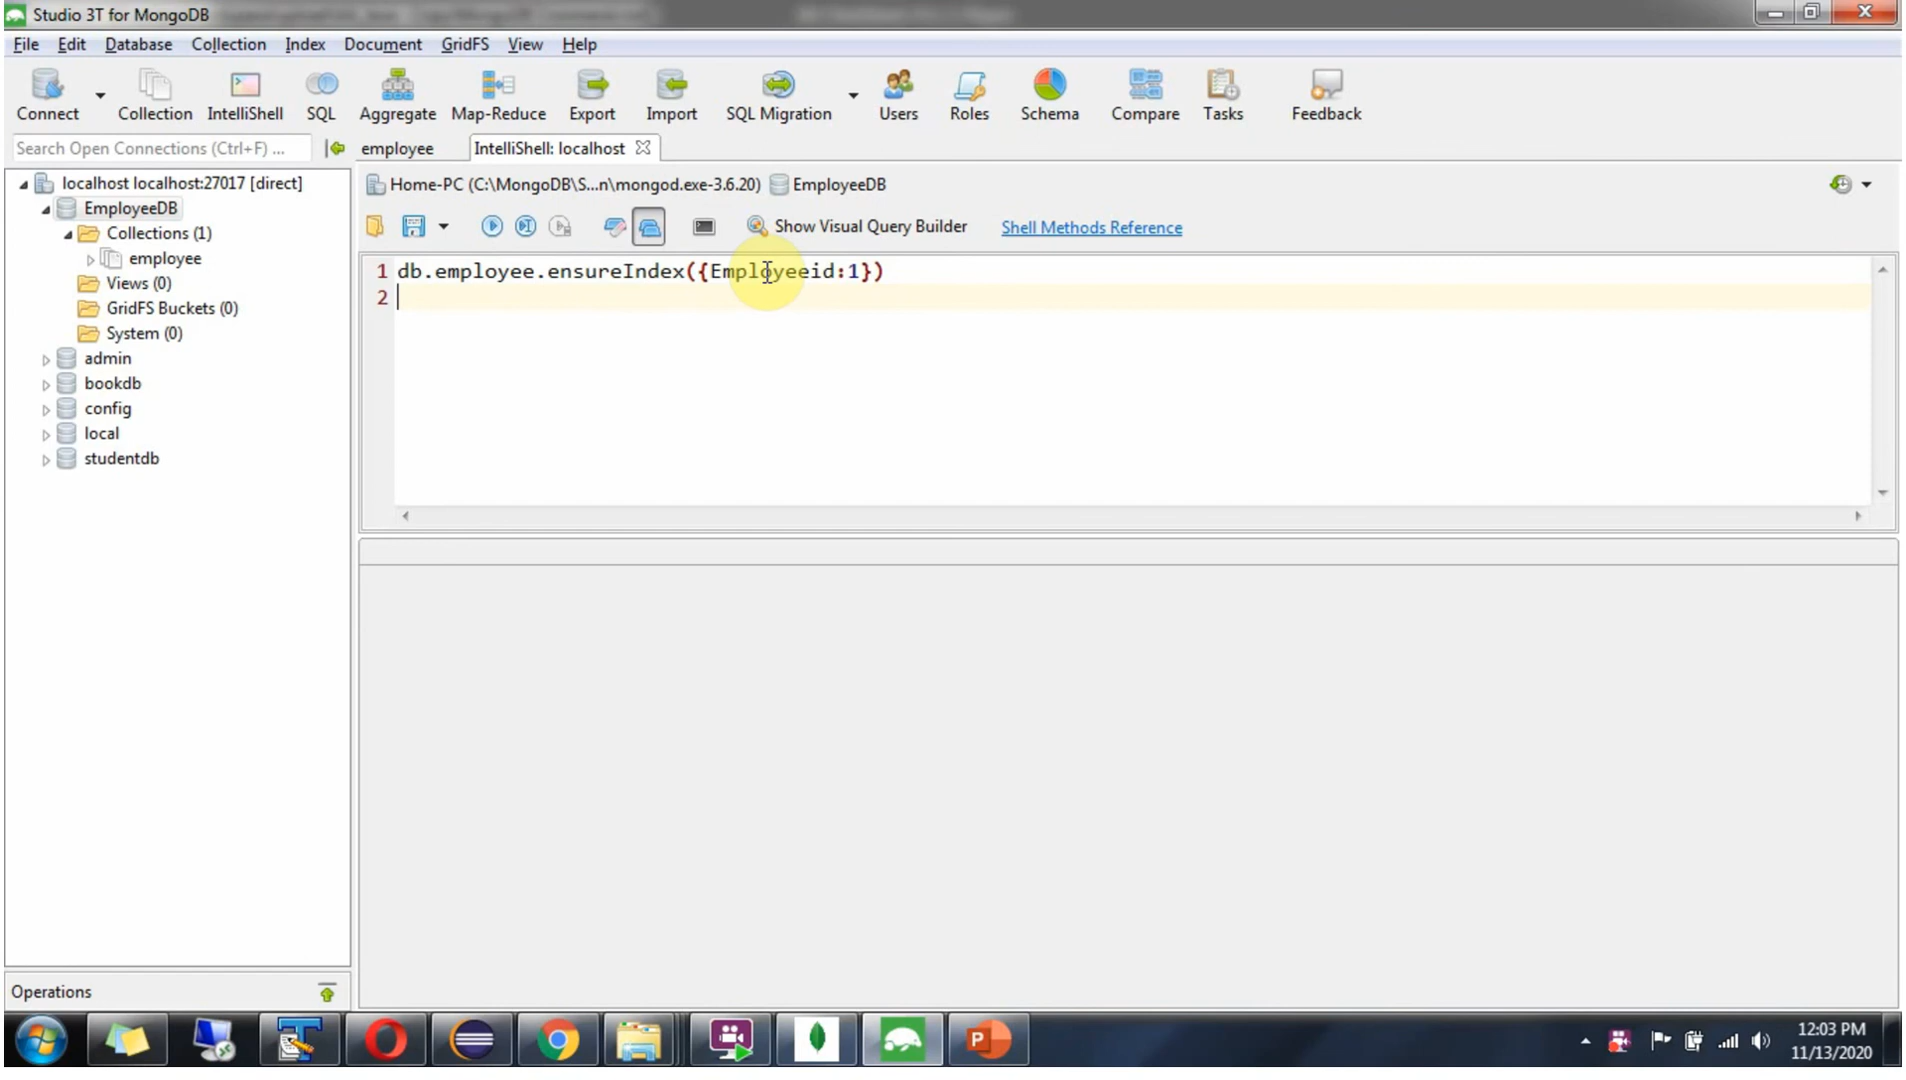 Studio 3T for MongoDB
File Edit Database Collection Index Document GridFS View Help
Connect Collection IntelliShell SQL Aggregate Map-Reduce Export Import SQL Migration Users Roles Schema Compare Tasks Feedback
Search Open Connections (Ctrl+F) ... employee IntelliShell: localhost
localhost localhost:27017 [direct]
EmployeeDB
Collections (1)
employee
Views (0)
GridFS Buckets (0)
System (0)
admin
bookdb
config
local
studentdb
Home-PC (C:\MongoDB\S...n\mongod.exe-3.6.20) EmployeeDB
Show Visual Query Builder Shell Methods Reference
1 db.employee.ensureIndex({Employeeid:1})
2
Operations
12:03 PM
11/13/2020